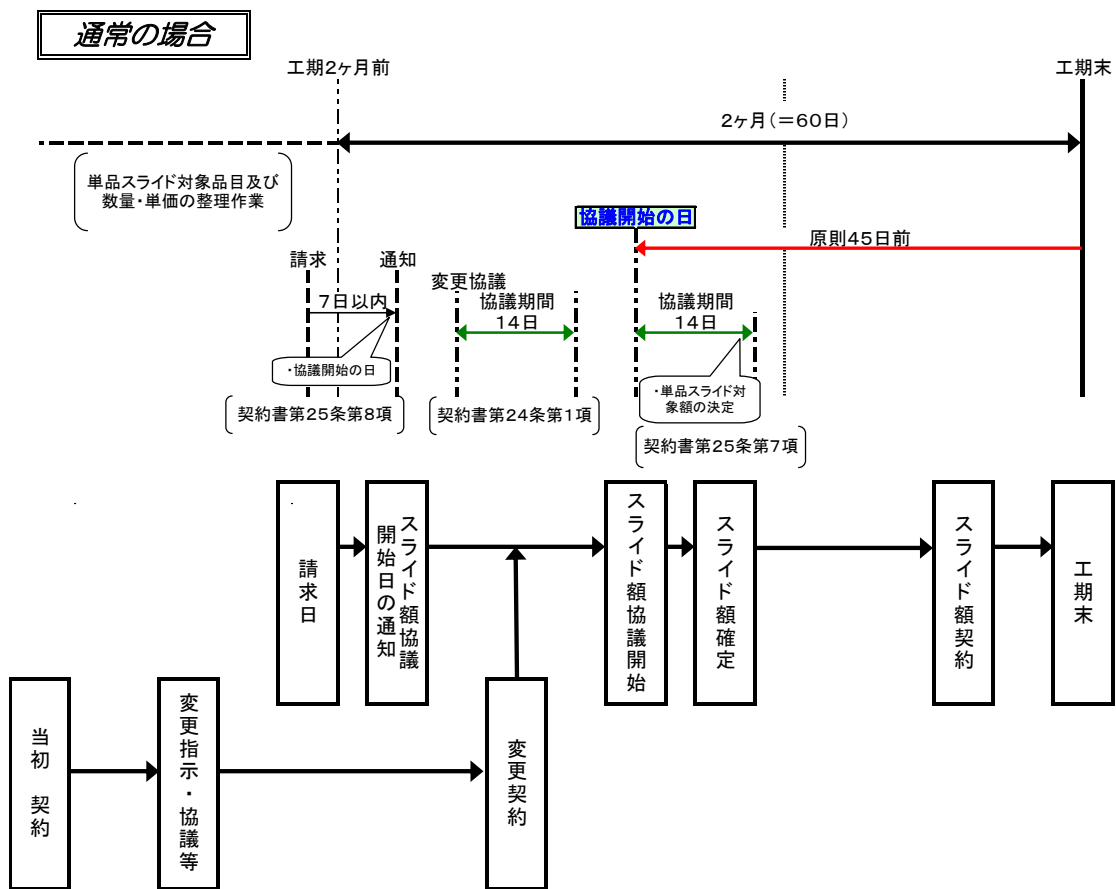 通常の場合
工期2ヶ月前
工期末
2ヶ月(=60日)
単品スライド対象品目及び
数量・単価の整理作業
協議開始の日
原則45日前
請求
通知
変更協議
7日以内
協議期間
14日
協議期間
14日
・協議開始の日
・単品スライド対
象額の決定
契約書第25条第8項
契約書第24条第1項
契約書第25条第7項
請求日
スライド額協議
開始日の通知
スライド額協議開始
スライド額確定
スライド額契約
工期末
当初 契約
変更指示・協議等
変更契約